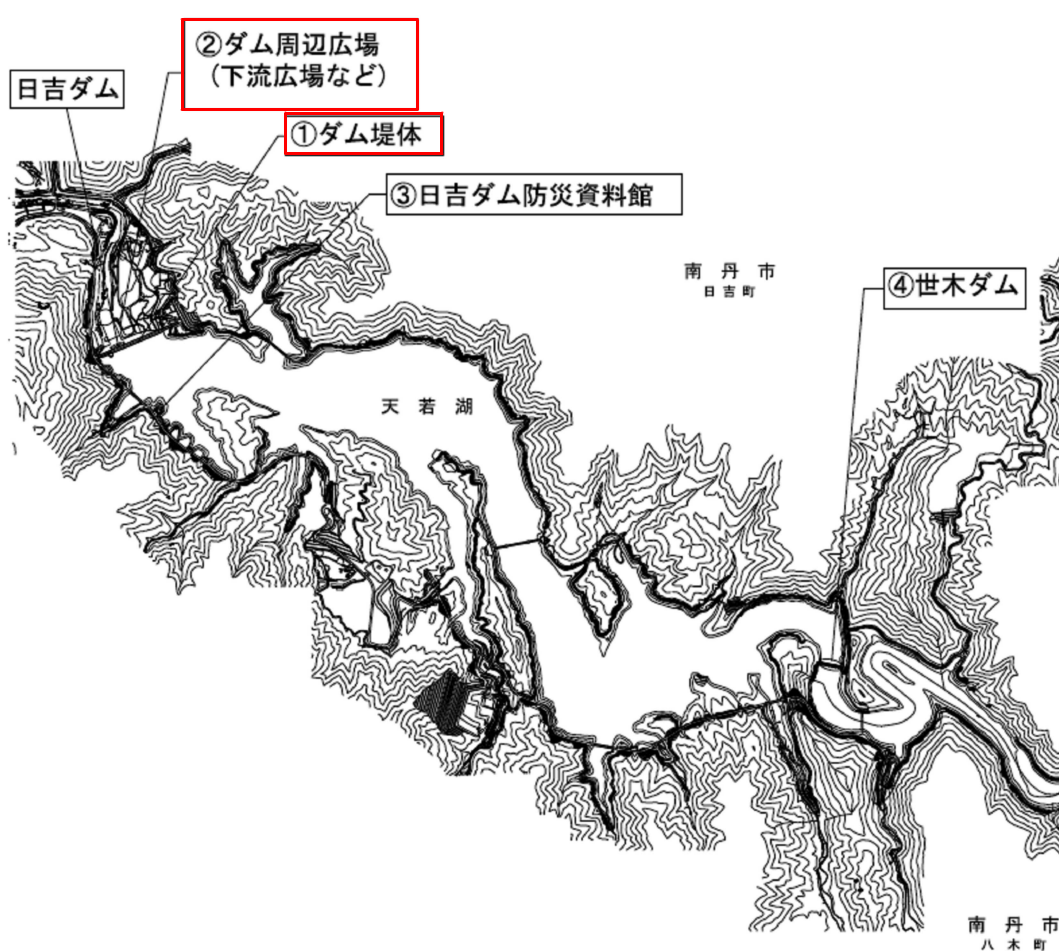 ②ダム周辺広場
（下流広場など）
日吉ダム
①ダム堤体
③日吉ダム防災資料館
南丹市
日吉町
④世木ダム
天若湖
南丹市
八木町